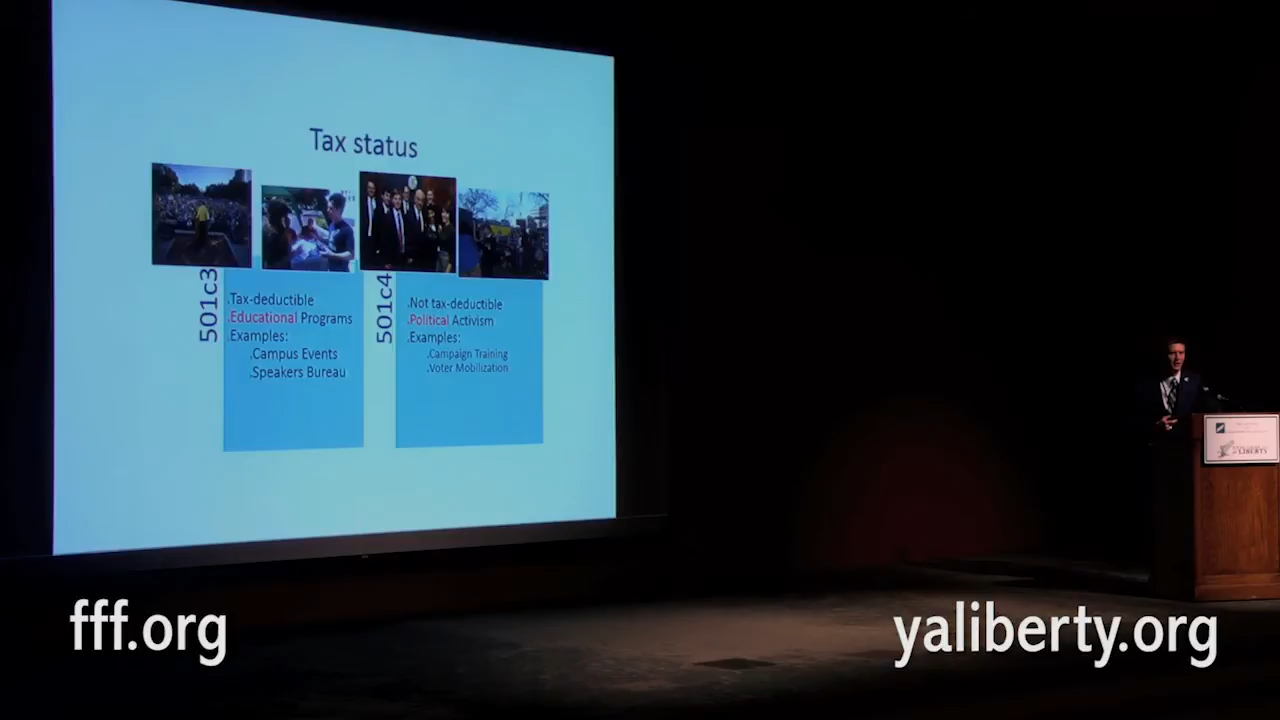 Tax status
501c3
.Tax-deductible
.Educational Programs
.Examples:
.Campus Events
.Speakers Bureau
501c4
.Not tax-deductible
.Political Activism
.Examples:
.Campaign Training
.Voter Mobilization
LIBERTY
fff.org
yaliberty.org